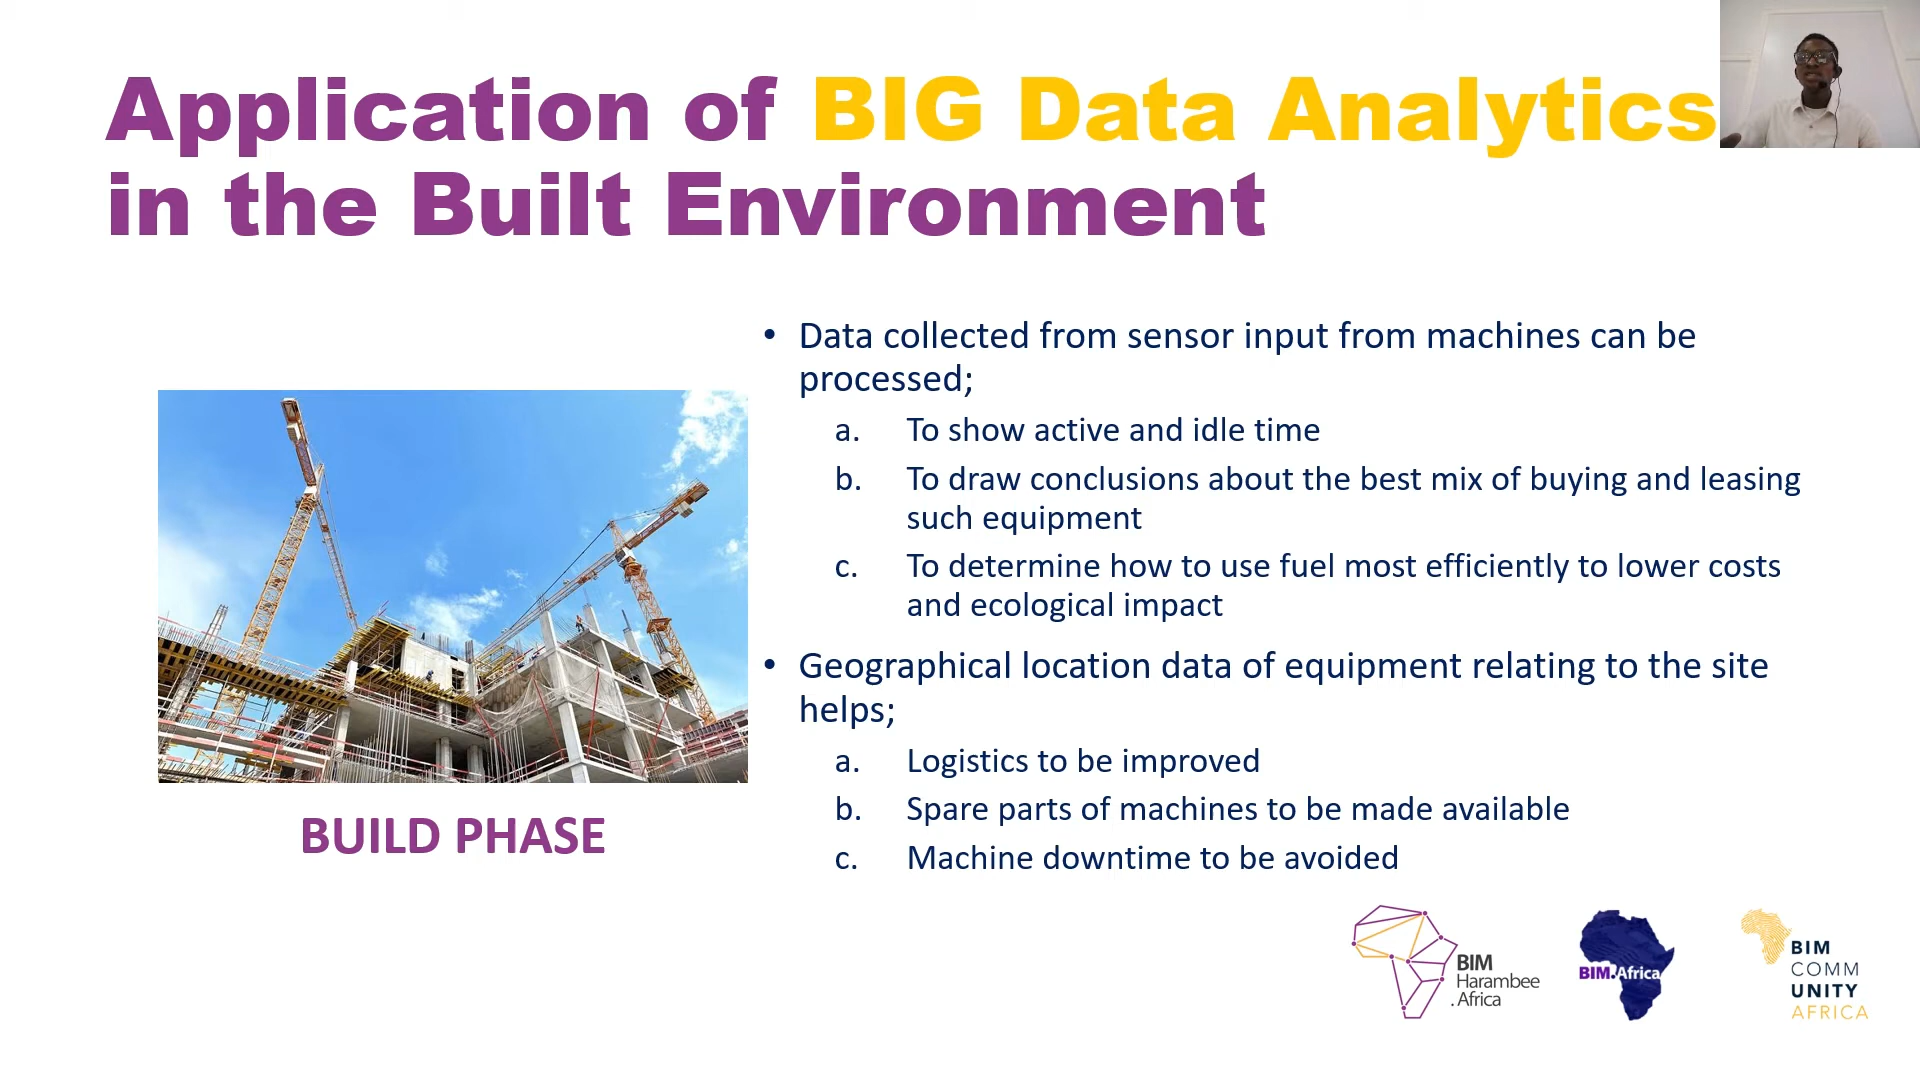 Application of BIG Data Analytics
in the Built Environment
• Data collected from sensor input from machines can be
processed;
a. To show active and idle time
b. To draw conclusions about the best mix of buying and leasing
such equipment
c. To determine how to use fuel most efficiently to lower costs
and ecological impact
• Geographical location data of equipment relating to the site
helps;
a. Logistics to be improved
b. Spare parts of machines to be made available
c. Machine downtime to be avoided
BUILD PHASE
BIM
Harambee
.Africa
BIM.Africa
BIM
COMM
UNITY
AFRICA